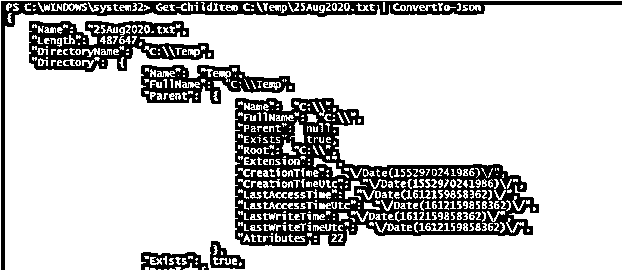 PS C:\WINDOWS\system32> Get-ChildItem C:\Temp\25Aug2020.txt | ConvertTo-Json
{
"Name": "25Aug2020.txt",
"Length": 487647,
"DirectoryName": "C:\\Temp",
"Directory": {
"Name": "Temp",
"FullName": "C:\\Temp",
"Parent": {
"Name": "C:\\",
"FullName": "C:\\",
"Parent": null,
"Exists": true,
"Root": "C:\\",
"Extension": "",
"CreationTime": "\/Date(1552970241986)\/",
"CreationTimeUtc": "\/Date(1552970241986)\/",
"LastAccessTime": "\/Date(1612159858362)\/",
"LastAccessTimeUtc": "\/Date(1612159858362)\/",
"LastWriteTime": "\/Date(1612159858362)\/",
"LastWriteTimeUtc": "\/Date(1612159858362)\/",
"Attributes": 22
},
"Exists": true,